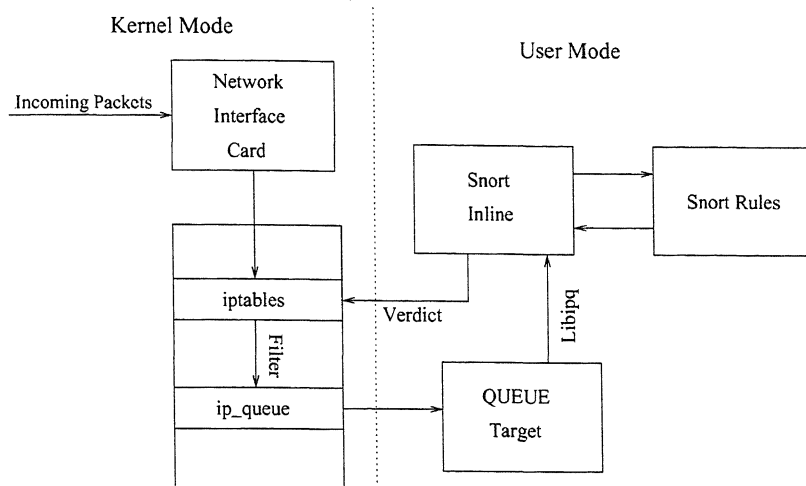 Kernel Mode
User Mode
Incoming Packets
Network
Interface
Card
Snort
Inline
Snort Rules
iptables
Verdict
Filter
Libipq
ip_queue
QUEUE
Target